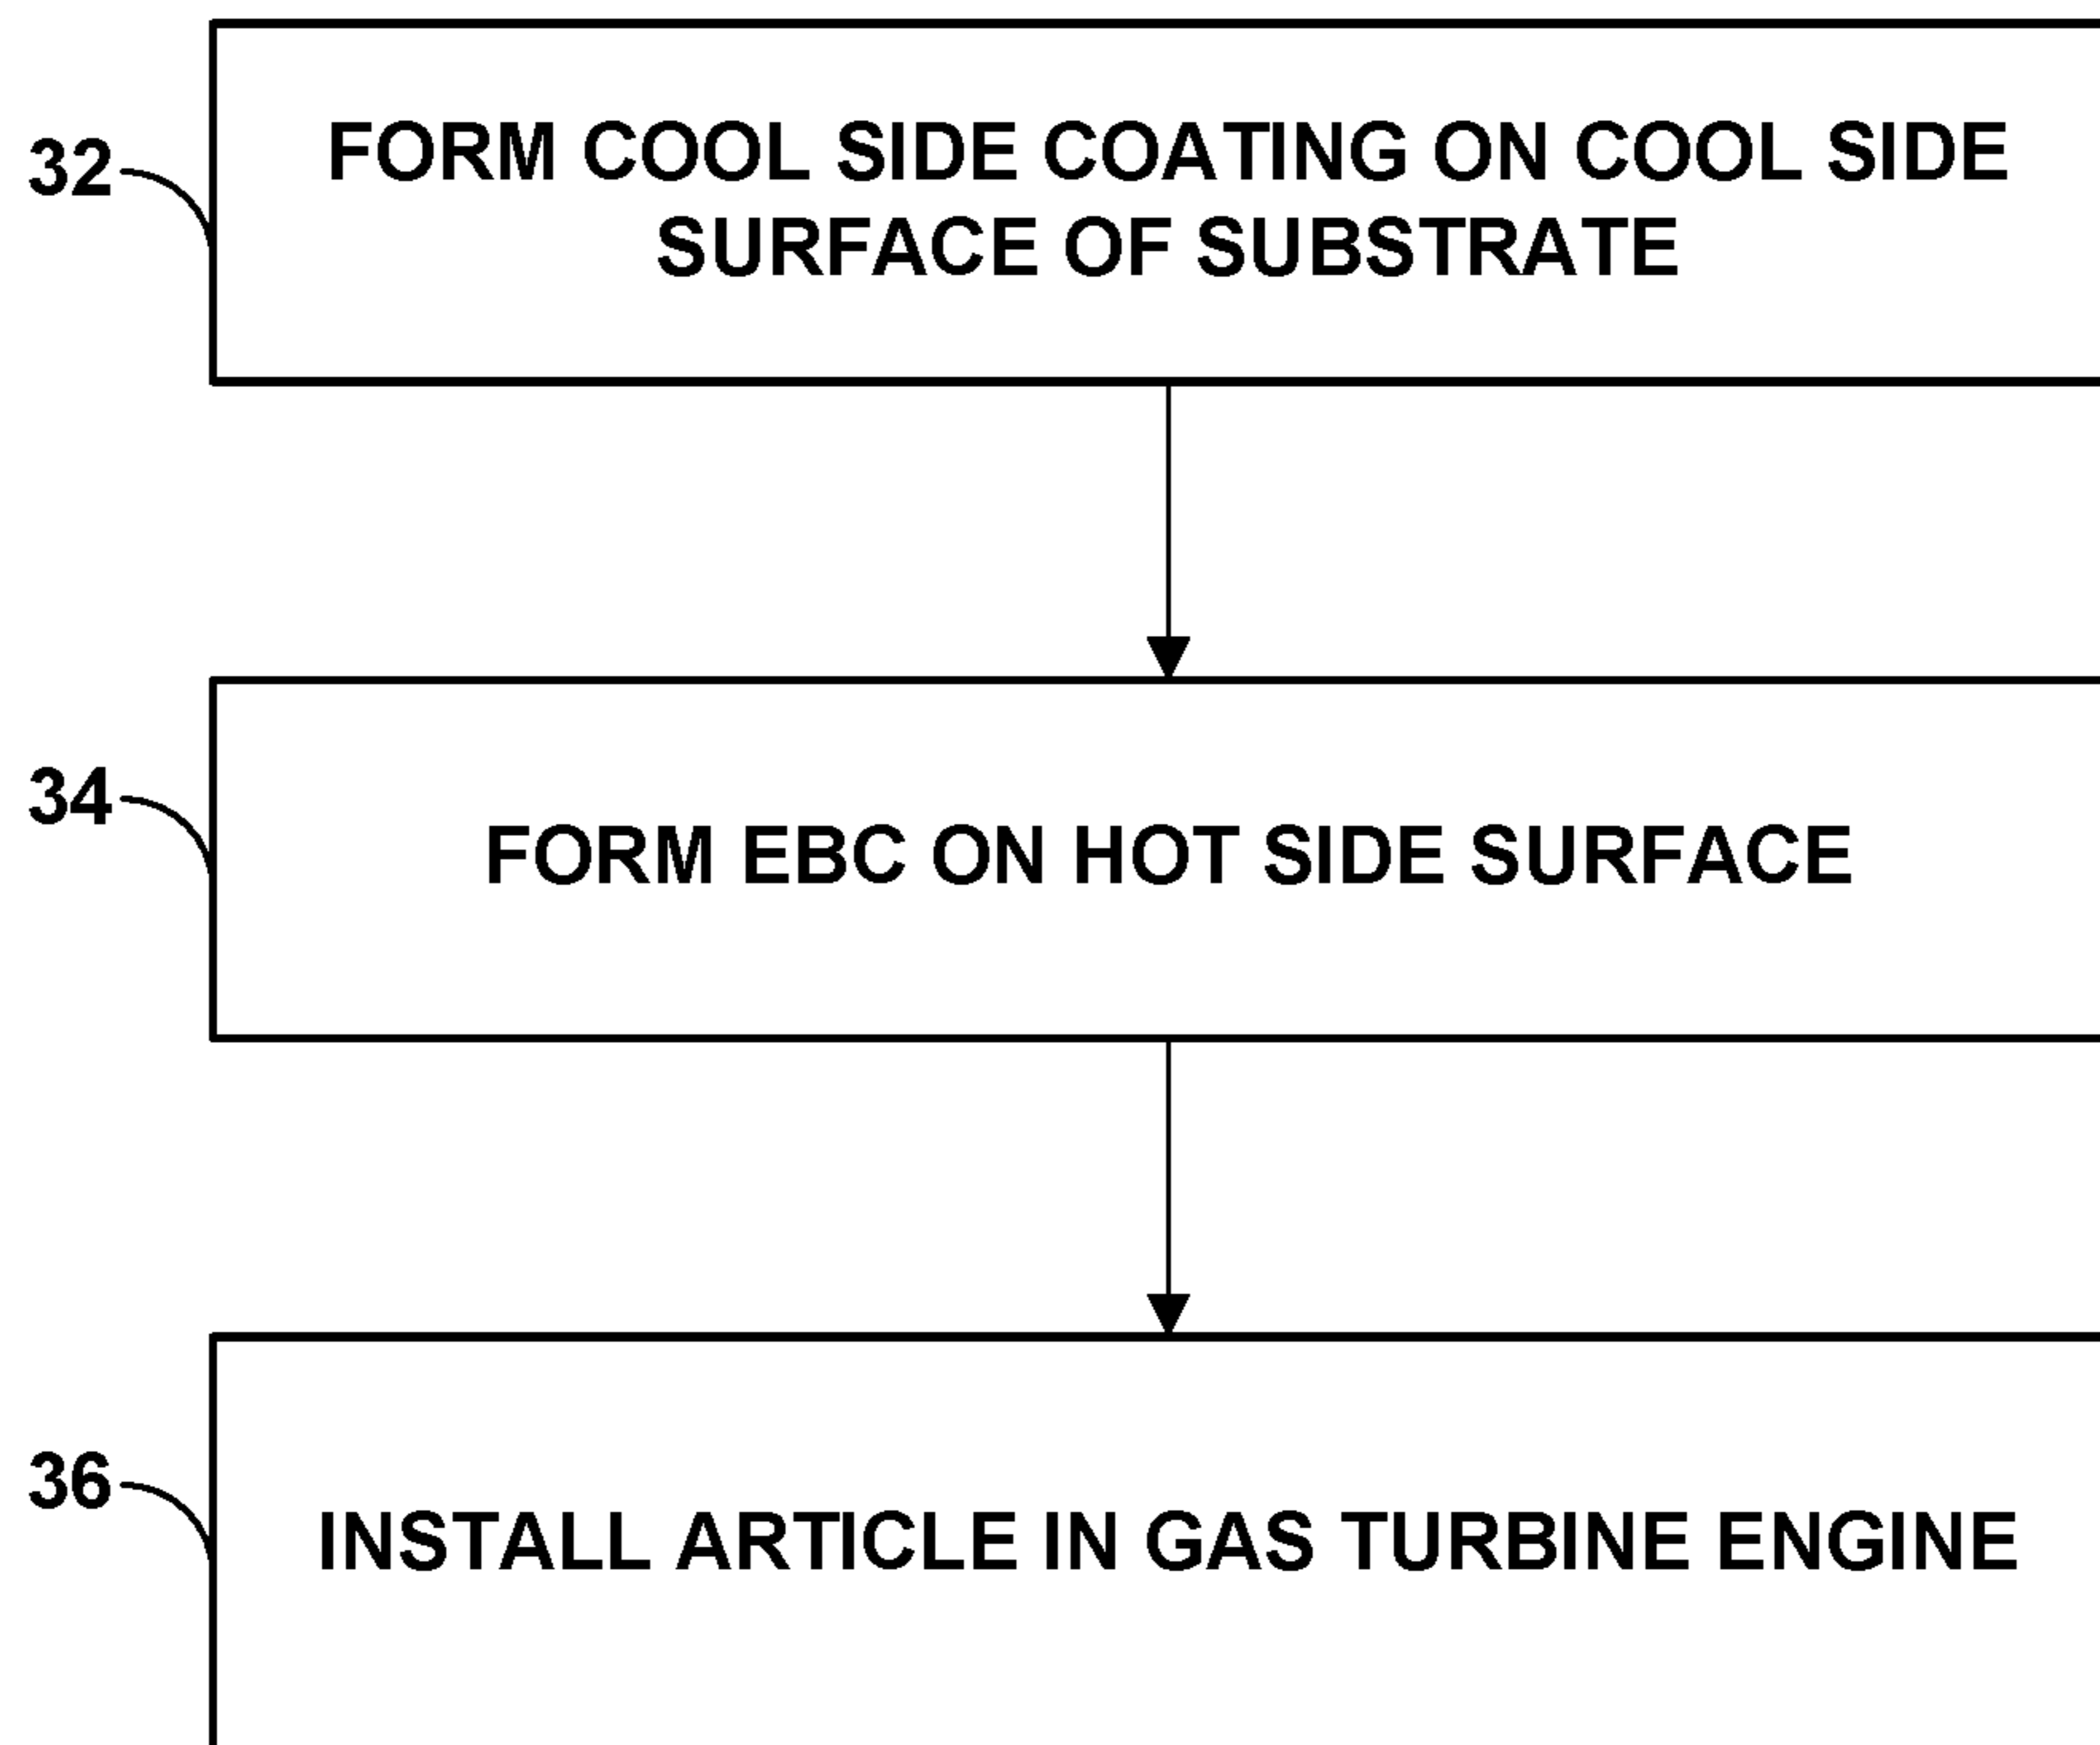 32
FORM COOL SIDE COATING ON COOL SIDE
SURFACE OF SUBSTRATE
34
FORM EBC ON HOT SIDE SURFACE
36
INSTALL ARTICLE IN GAS TURBINE ENGINE